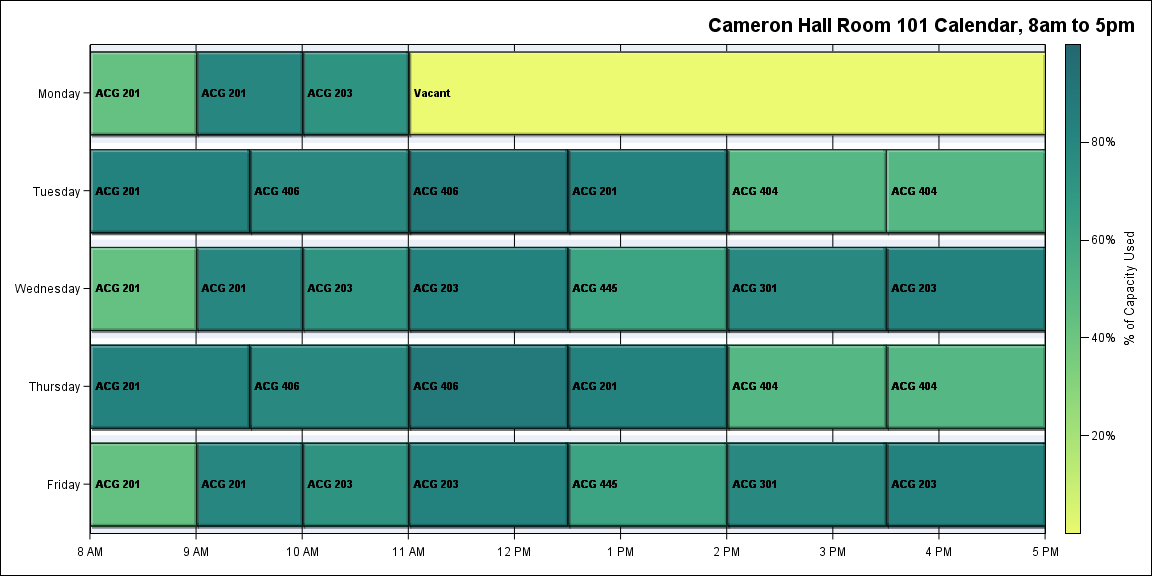 Cameron Hall Room 101 Calendar, 8am to 5pm
Monday
ACG 201
ACG 201
ACG 203
Vacant
Tuesday
ACG 201
ACG 406
ACG 406
ACG 201
ACG 404
ACG 404
Wednesday
ACG 201
ACG 201
ACG 203
ACG 203
ACG 445
ACG 301
ACG 203
Thursday
ACG 201
ACG 406
ACG 406
ACG 201
ACG 404
ACG 404
Friday
ACG 201
ACG 201
ACG 203
ACG 203
ACG 445
ACG 301
ACG 203
8 AM
9 AM
10 AM
11 AM
12 PM
1 PM
2 PM
3 PM
4 PM
5 PM
80%
60%
40%
20%
% of Capacity Used